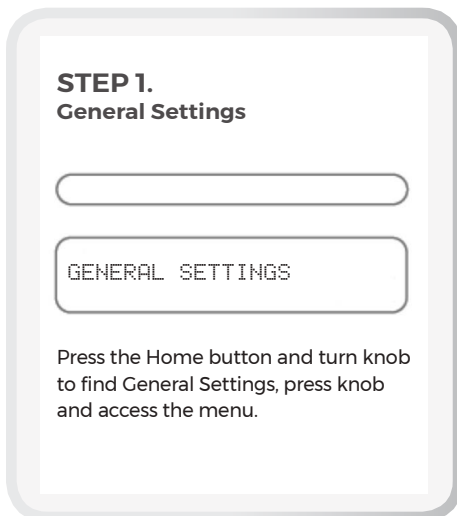 STEP 1.
General Settings
GENERAL SETTINGS
Press the Home button and turn knob
to find General Settings, press knob
and access the menu.